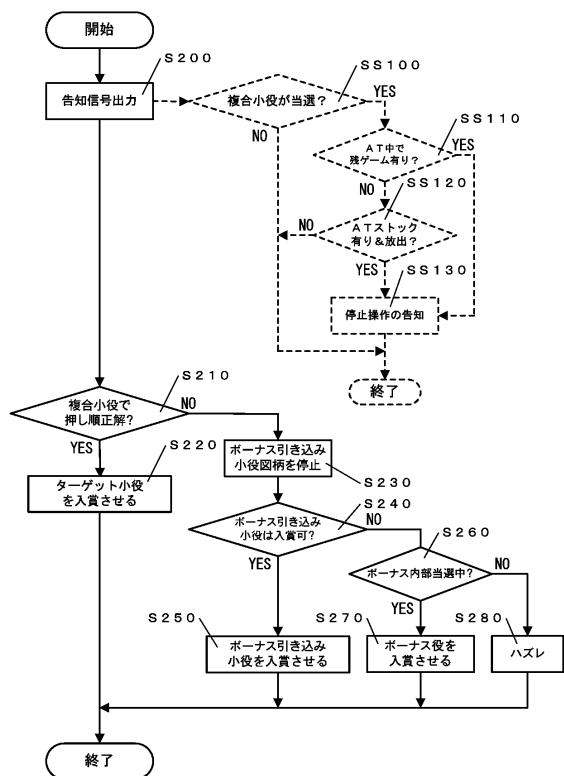 開始
S200
告知信号出力
SS100
複合小役が当選?
YES
NO
SS110
AT中で
残ゲーム有り?
YES
NO
SS120
ATストック
有り&放出?
NO
YES
SS130
停止操作の告知
終了
S210
複合小役で
押し順正解?
NO
YES
S220
ターゲット小役
を入賞させる
ボーナス引き込み
小役図柄を停止
S230
S240
ボーナス引き込み
小役は入賞可?
NO
YES
S260
ボーナス内部当選中?
NO
YES
S250
ボーナス引き込み
小役を入賞させる
S270
ボーナス役を
入賞させる
S280
ハズレ
終了